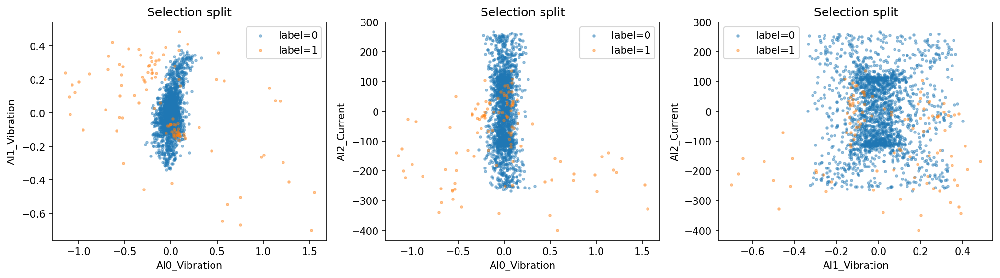 Selection split
label=0
label=1
0.4
0.2
0.0
−0.2
−0.4
−0.6
AI1_Vibration
−1.0 −0.5 0.0 0.5 1.0 1.5
AI0_Vibration
Selection split
label=0
label=1
300
200
100
0
−100
−200
−300
−400
AI2_Current
−1.0 −0.5 0.0 0.5 1.0 1.5
AI0_Vibration
Selection split
label=0
label=1
300
200
100
0
−100
−200
−300
−400
AI2_Current
−0.6 −0.4 −0.2 0.0 0.2 0.4
AI1_Vibration